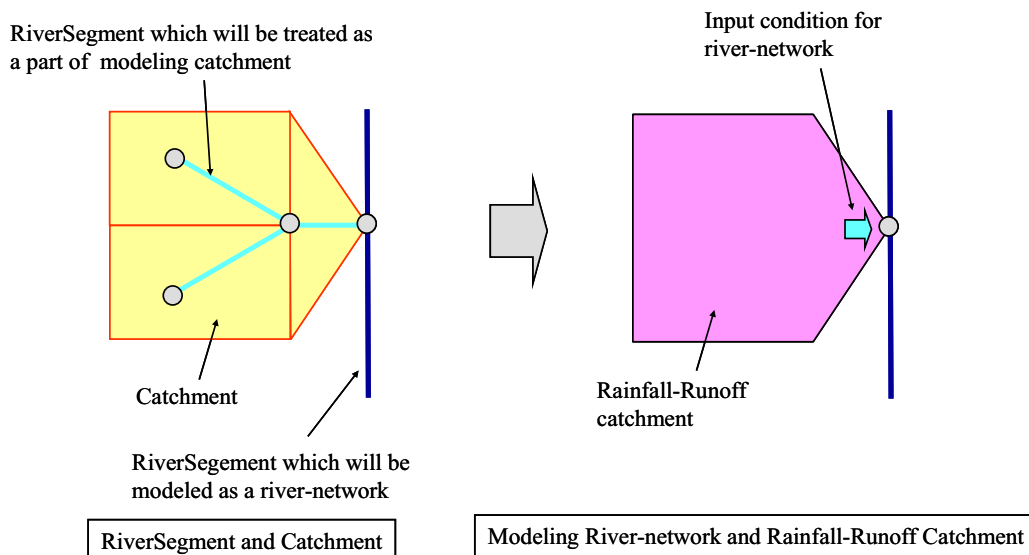 RiverSegment which will be treated as
a part of modeling catchment
Catchment
RiverSegement which will be
modeled as a river-network
RiverSegment and Catchment
Input condition for
river-network
Rainfall-Runoff
catchment
Modeling River-network and Rainfall-Runoff Catchment